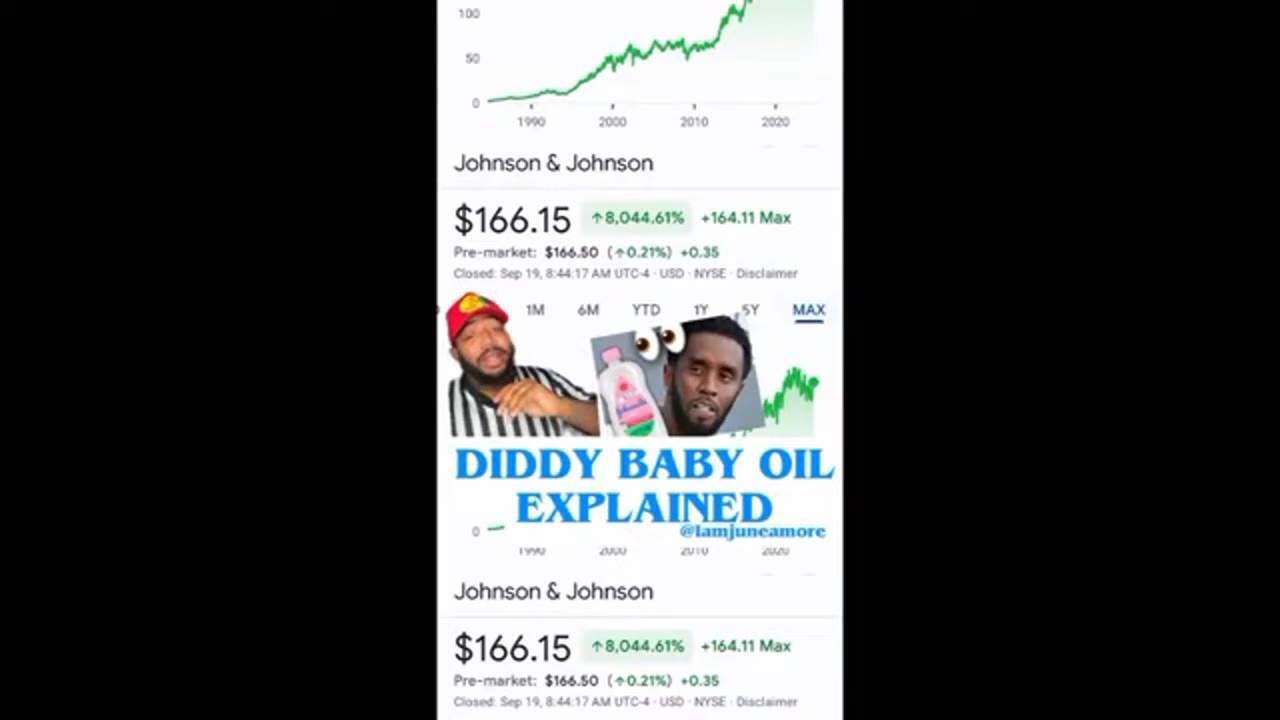 100
50
0
1990 2000 2010 2020
Johnson & Johnson
$166.15 ↑8,044.61% +164.11 Max
Pre-market: $166.50 (↑0.21%) +0.35
Closed: Sep 19, 8:44:17 AM UTC-4 · USD · NYSE · Disclaimer
1M 6M YTD 1Y 5Y MAX
Johnson's
DIDDY BABY OIL
EXPLAINED
@Iamjuneamore
0
1990 2000 2010 2020
Johnson & Johnson
$166.15 ↑8,044.61% +164.11 Max
Pre-market: $166.50 (↑0.21%) +0.35
Closed: Sep 19, 8:44:17 AM UTC-4 · USD · NYSE · Disclaimer